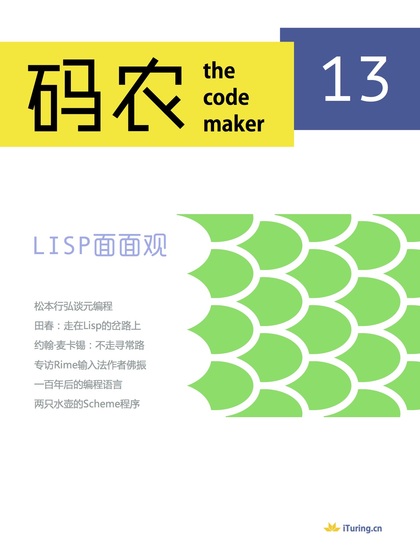 码农
the
code
maker
13
LISP面面观
松本行弘谈元编程
田春：走在Lisp的岔路上
约翰·麦卡锡：不走寻常路
专访Rime输入法作者佛振
一百年后的编程语言
两只水壶的Scheme程序
iTuring.cn